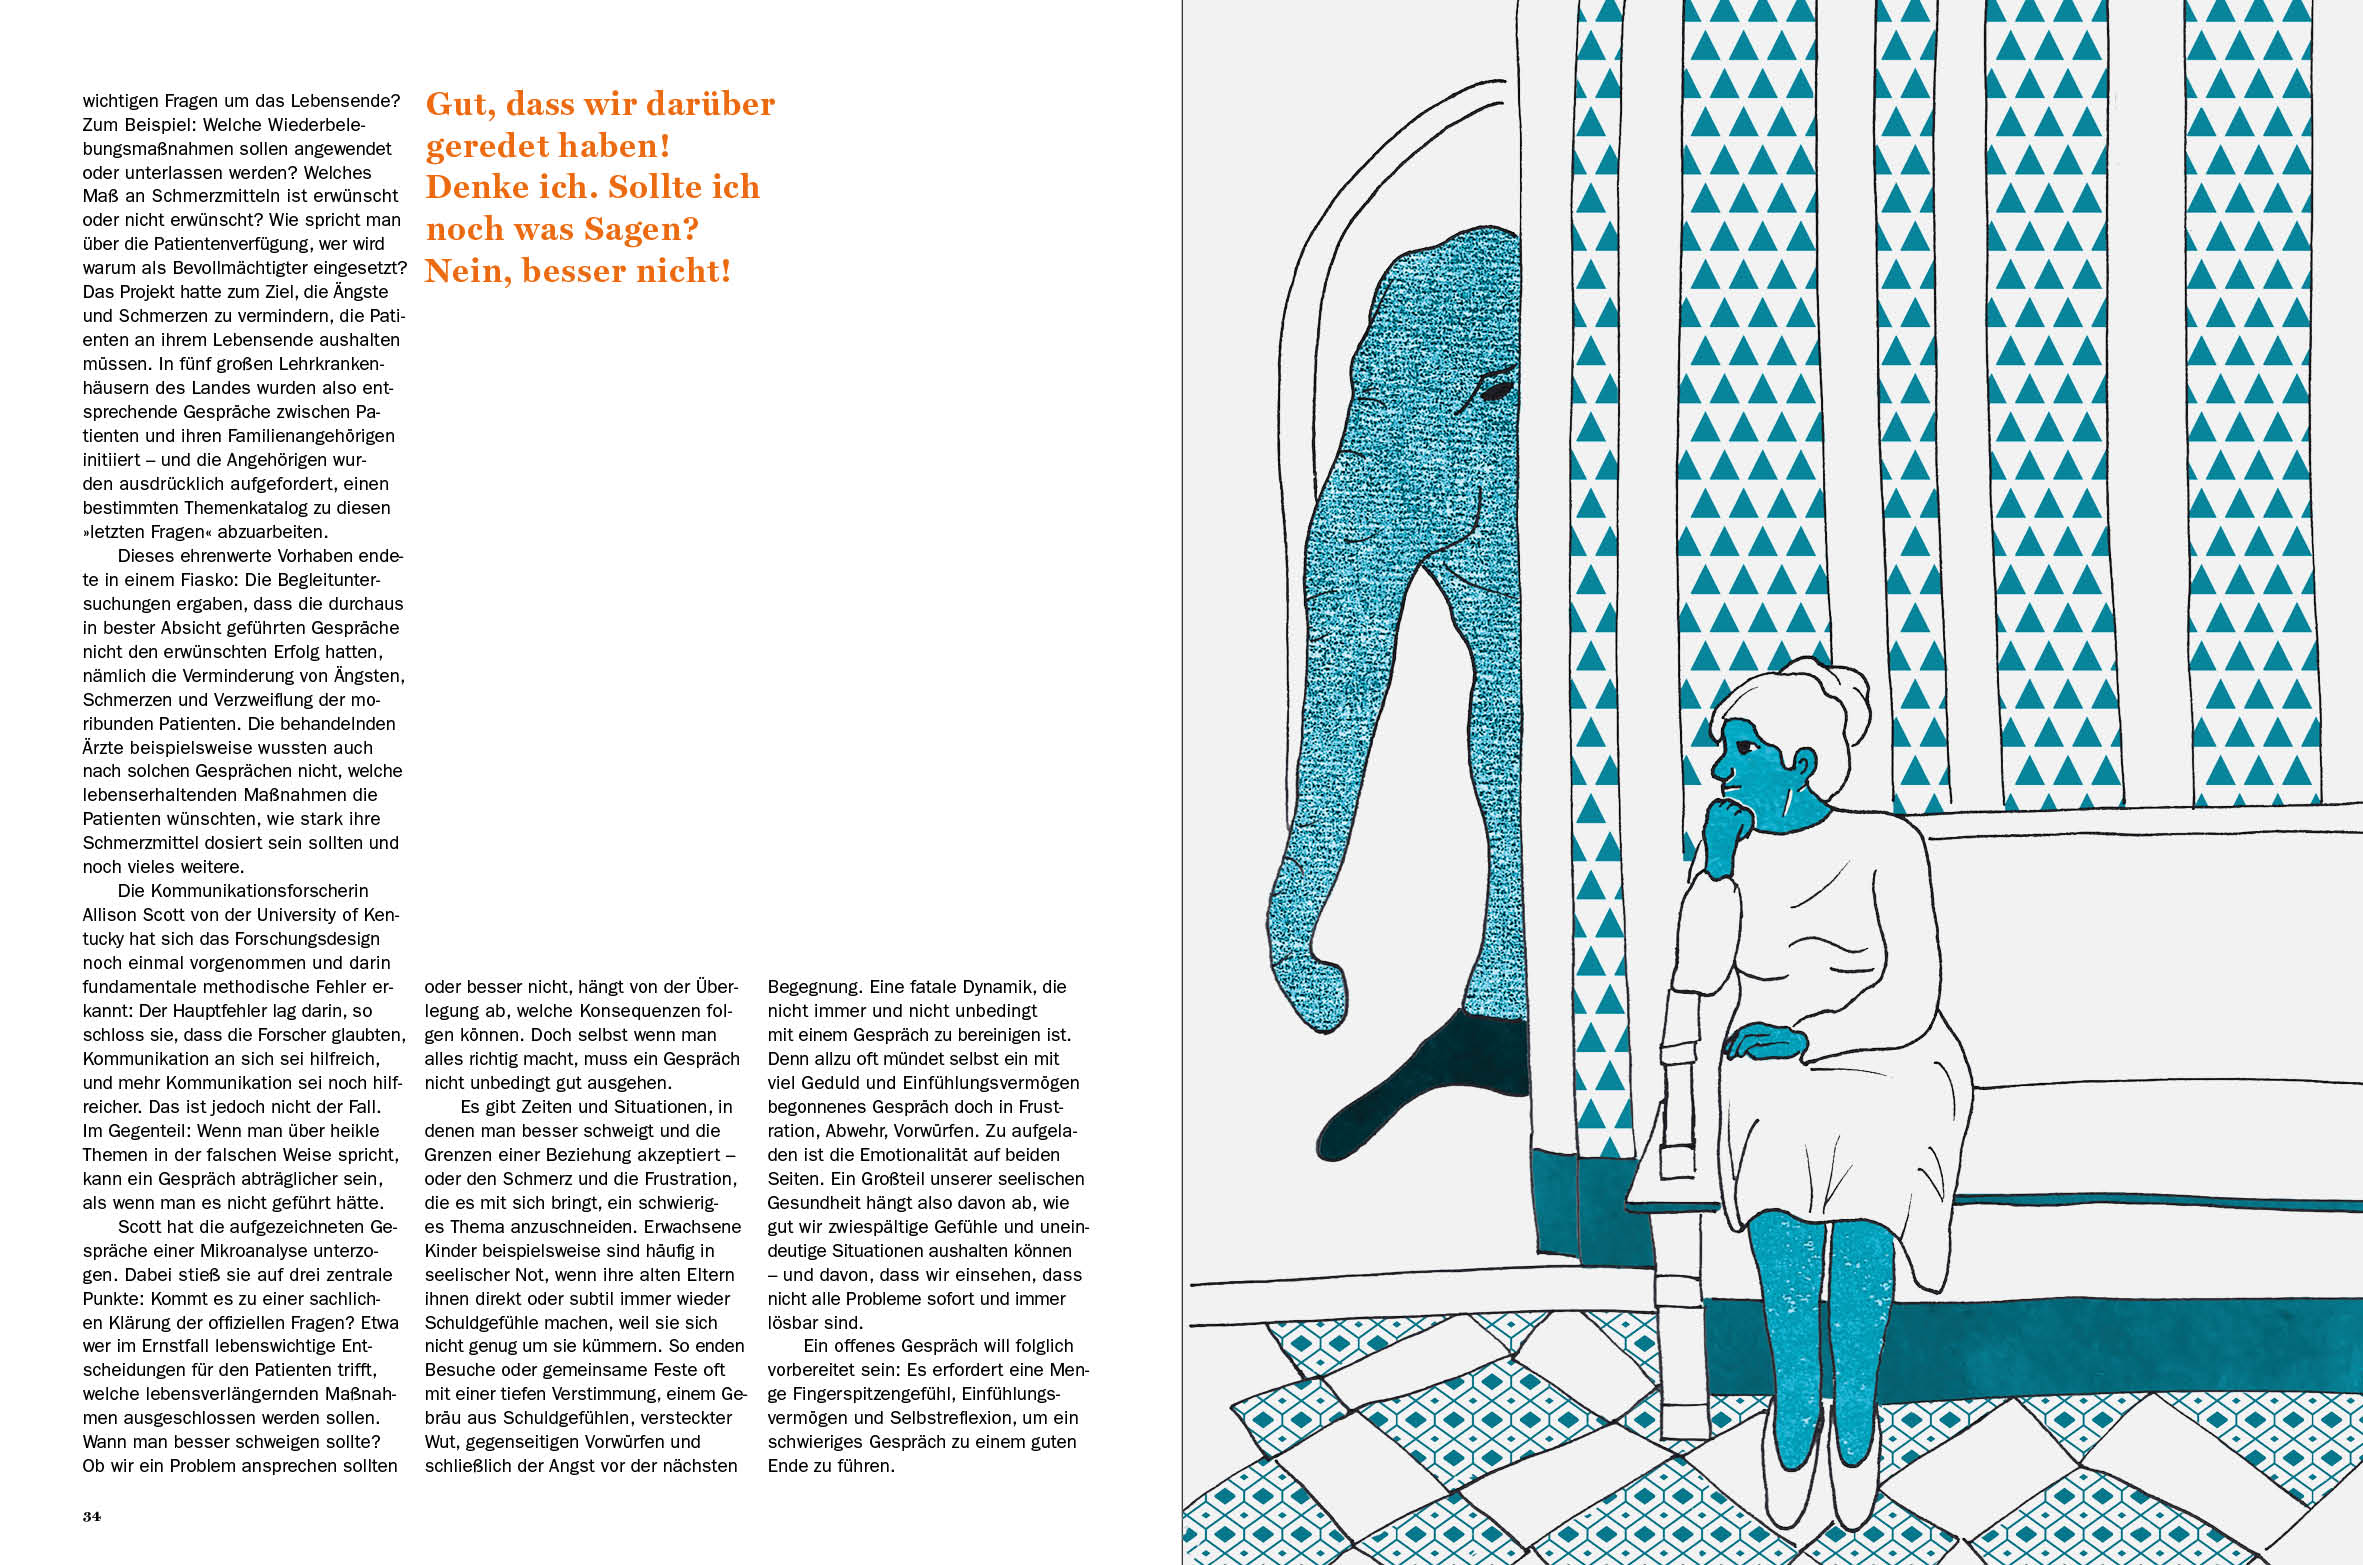 wichtigen Fragen um das Lebensende?
Zum Beispiel: Welche Wiederbele-
bungsmaßnahmen sollen angewendet
oder unterlassen werden? Welches
Maß an Schmerzmitteln ist erwünscht
oder nicht erwünscht? Wie spricht man
über die Patientenverfügung, wer wird
warum als Bevollmächtigter eingesetzt?
Das Projekt hatte zum Ziel, die Ängste
und Schmerzen zu vermindern, die Pati-
enten an ihrem Lebensende aushalten
müssen. In fünf großen Lehrkranken-
häusern des Landes wurden also ent-
sprechende Gespräche zwischen Pa-
tienten und ihren Familienangehörigen
initiiert – und die Angehörigen wur-
den ausdrücklich aufgefordert, einen
bestimmten Themenkatalog zu diesen
»letzten Fragen« abzuarbeiten.
Dieses ehrenwerte Vorhaben ende-
te in einem Fiasko: Die Begleitunter-
suchungen ergaben, dass die durchaus
in bester Absicht geführten Gespräche
nicht den erwünschten Erfolg hatten,
nämlich die Verminderung von Ängsten,
Schmerzen und Verzweiflung der mo-
ribunden Patienten. Die behandelnden
Ärzte beispielsweise wussten auch
nach solchen Gesprächen nicht, welche
lebenserhaltenden Maßnahmen die
Patienten wünschten, wie stark ihre
Schmerzmittel dosiert sein sollten und
noch vieles weitere.
Die Kommunikationsforscherin
Allison Scott von der University of Ken-
tucky hat sich das Forschungsdesign
noch einmal vorgenommen und darin
fundamentale methodische Fehler er-
kannt: Der Hauptfehler lag darin, so
schloss sie, dass die Forscher glaubten,
Kommunikation an sich sei hilfreich,
und mehr Kommunikation sei noch hilf-
reicher. Das ist jedoch nicht der Fall.
Im Gegenteil: Wenn man über heikle
Themen in der falschen Weise spricht,
kann ein Gespräch abträglicher sein,
als wenn man es nicht geführt hätte.
Scott hat die aufgezeichneten Ge-
spräche einer Mikroanalyse unterzo-
gen. Dabei stieß sie auf drei zentrale
Punkte: Kommt es zu einer sachlich-
en Klärung der offiziellen Fragen? Etwa
wer im Ernstfall lebenswichtige Ent-
scheidungen für den Patienten trifft,
welche lebensverlängernden Maßnah-
men ausgeschlossen werden sollen.
Wann man besser schweigen sollte?
Ob wir ein Problem ansprechen sollten
Gut, dass wir darüber
geredet haben!
Denke ich. Sollte ich
noch was Sagen?
Nein, besser nicht!
oder besser nicht, hängt von der Über-
legung ab, welche Konsequenzen fol-
gen können. Doch selbst wenn man
alles richtig macht, muss ein Gespräch
nicht unbedingt gut ausgehen.
Es gibt Zeiten und Situationen, in
denen man besser schweigt und die
Grenzen einer Beziehung akzeptiert –
oder den Schmerz und die Frustration,
die es mit sich bringt, ein schwierig-
es Thema anzuschneiden. Erwachsene
Kinder beispielsweise sind häufig in
seelischer Not, wenn ihre alten Eltern
ihnen direkt oder subtil immer wieder
Schuldgefühle machen, weil sie sich
nicht genug um sie kümmern. So enden
Besuche oder gemeinsame Feste oft
mit einer tiefen Verstimmung, einem Ge-
bräu aus Schuldgefühlen, versteckter
Wut, gegenseitigen Vorwürfen und
schließlich der Angst vor der nächsten
Begegnung. Eine fatale Dynamik, die
nicht immer und nicht unbedingt
mit einem Gespräch zu bereinigen ist.
Denn allzu oft mündet selbst ein mit
viel Geduld und Einfühlungsvermögen
begonnenes Gespräch doch in Frust-
ration, Abwehr, Vorwürfen. Zu aufgela-
den ist die Emotionalität auf beiden
Seiten. Ein Großteil unserer seelischen
Gesundheit hängt also davon ab, wie
gut wir zwiespältige Gefühle und unein-
deutige Situationen aushalten können
– und davon, dass wir einsehen, dass
nicht alle Probleme sofort und immer
lösbar sind.
Ein offenes Gespräch will folglich
vorbereitet sein: Es erfordert eine Men-
ge Fingerspitzengefühl, Einfühlungs-
vermögen und Selbstreflexion, um ein
schwieriges Gespräch zu einem guten
Ende zu führen.
34